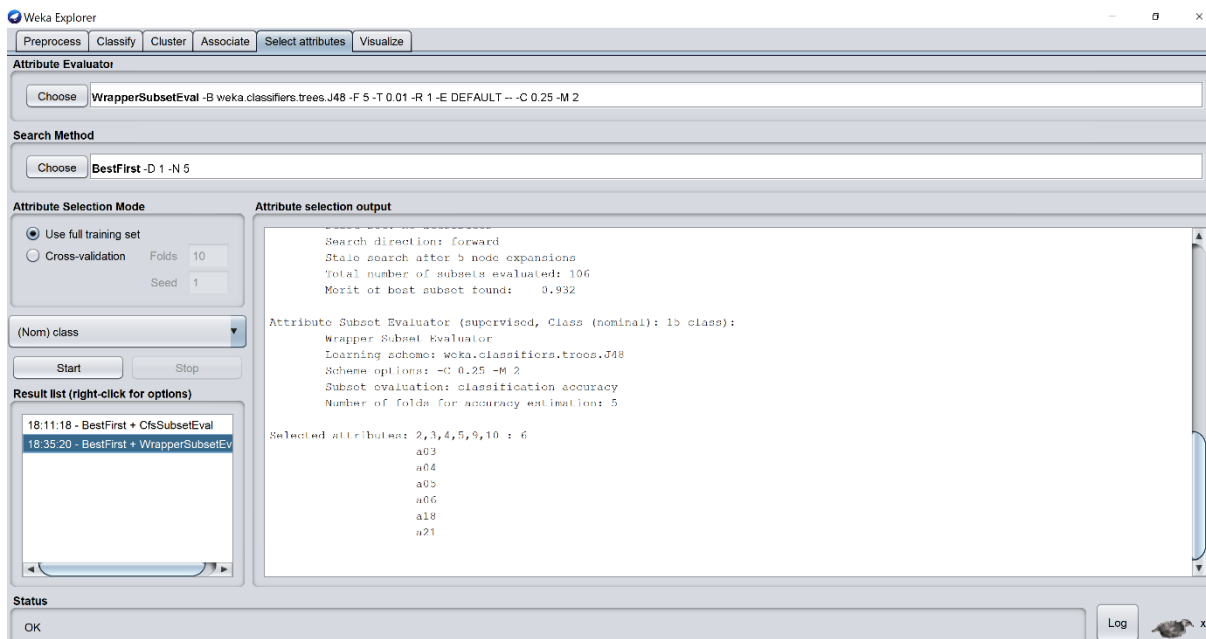 Weka Explorer
Preprocess Classify Cluster Associate Select attributes Visualize
Attribute Evaluator
Choose WrapperSubsetEval -B weka.classifiers.trees.J48 -F 5 -T 0.01 -R 1 -E DEFAULT -- -C 0.25 -M 2
Search Method
Choose BestFirst -D 1 -N 5
Attribute Selection Mode
Use full training set
Cross-validation Folds 10
Seed 1
(Nom) class
Start Stop
Result list (right-click for options)
18:11:18 - BestFirst + CfsSubsetEval
18:35:20 - BestFirst + WrapperSubsetEv
Attribute selection output
Search direction: forward
Stale search after 5 node expansions
Total number of subsets evaluated: 106
Merit of best subset found: 0.932
Attribute Subset Evaluator (supervised, Class (nominal): 15 class):
Wrapper Subset Evaluator
Learning scheme: weka.classifiers.trees.J48
Scheme options: -C 0.25 -M 2
Subset evaluation: classification accuracy
Number of folds for accuracy estimation: 5
Selected attributes: 2,3,4,5,9,10 : 6
a03
a04
a05
a06
a18
a21
Status
OK
Log
x